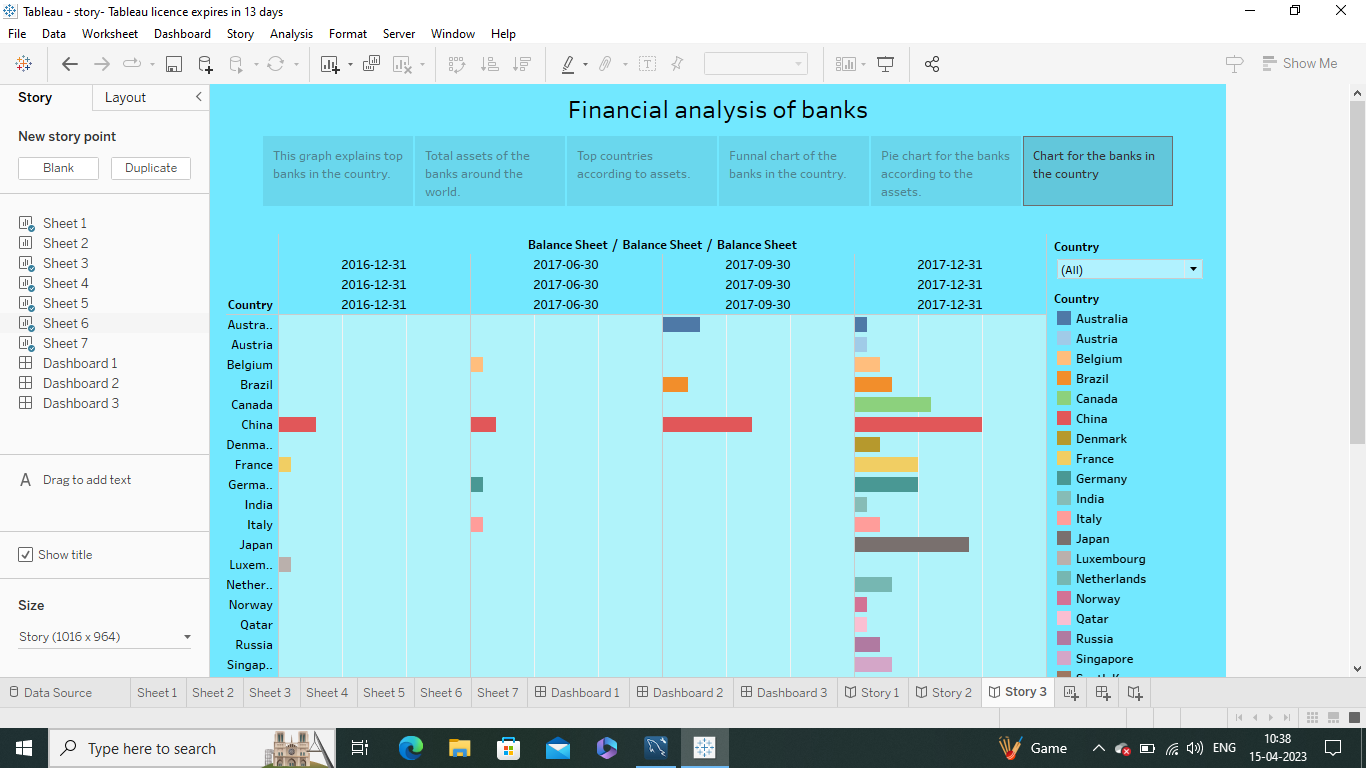 Tableau - story- Tableau licence expires in 13 days
File Data Worksheet Dashboard Story Analysis Format Server Window Help
Show Me
Story Layout
New story point
Blank Duplicate
Sheet 1
Sheet 2
Sheet 3
Sheet 4
Sheet 5
Sheet 6
Sheet 7
Dashboard 1
Dashboard 2
Dashboard 3
A Drag to add text
Show title
Size
Story (1016 x 964)
Financial analysis of banks
This graph explains top
banks in the country.
Total assets of the
banks around the
world.
Top countries
according to assets.
Funnal chart of the
banks in the country.
Pie chart for the banks
according to the
assets.
Chart for the banks in
the country
Balance Sheet / Balance Sheet / Balance Sheet
2016-12-31 2017-06-30 2017-09-30 2017-12-31
2016-12-31 2017-06-30 2017-09-30 2017-12-31
Country 2016-12-31 2017-06-30 2017-09-30 2017-12-31
Austra..
Austria
Belgium
Brazil
Canada
China
Denma..
France
Germa..
India
Italy
Japan
Luxem..
Nether..
Norway
Qatar
Russia
Singap..
Country
(All)
Country
Australia
Austria
Belgium
Brazil
Canada
China
Denmark
France
Germany
India
Italy
Japan
Luxembourg
Netherlands
Norway
Qatar
Russia
Singapore
Data Source Sheet 1 Sheet 2 Sheet 3 Sheet 4 Sheet 5 Sheet 6 Sheet 7 Dashboard 1 Dashboard 2 Dashboard 3 Story 1 Story 2 Story 3
Type here to search
Game
ENG
10:38
15-04-2023